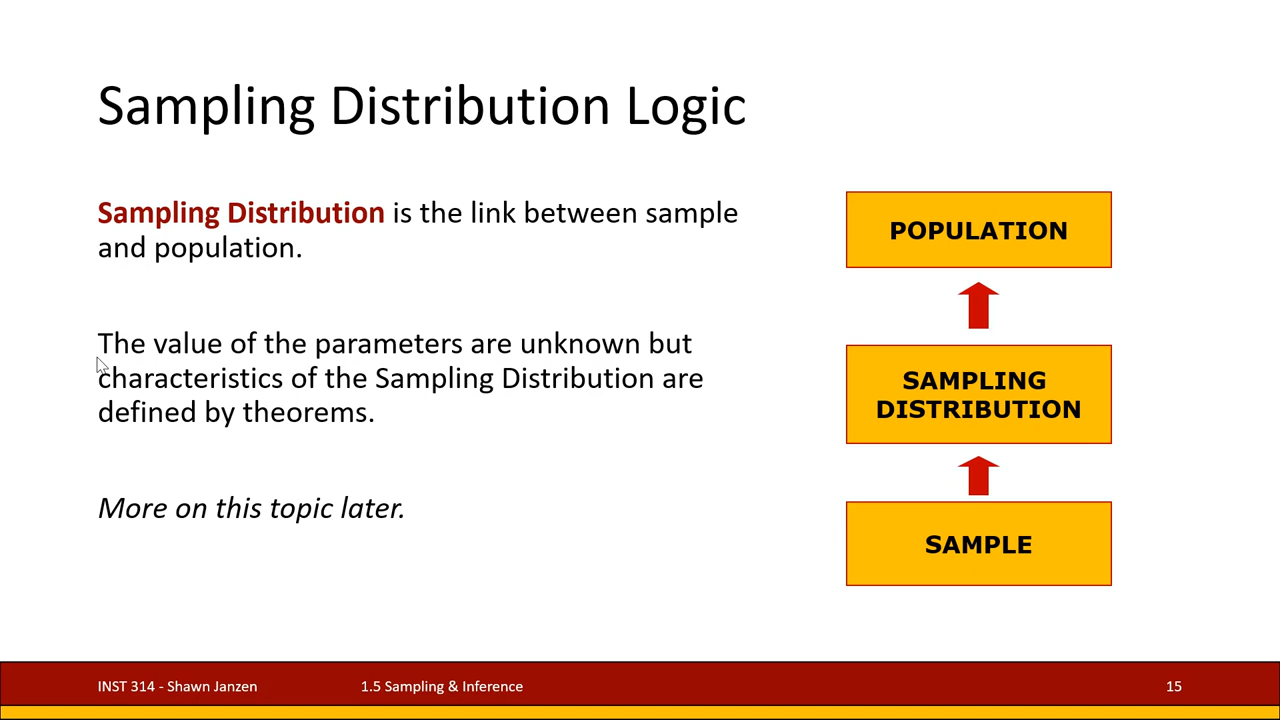 Sampling Distribution Logic
Sampling Distribution is the link between sample
and population.
The value of the parameters are unknown but
characteristics of the Sampling Distribution are
defined by theorems.
More on this topic later.
POPULATION
SAMPLING
DISTRIBUTION
SAMPLE
INST 314 - Shawn Janzen
1.5 Sampling & Inference
15